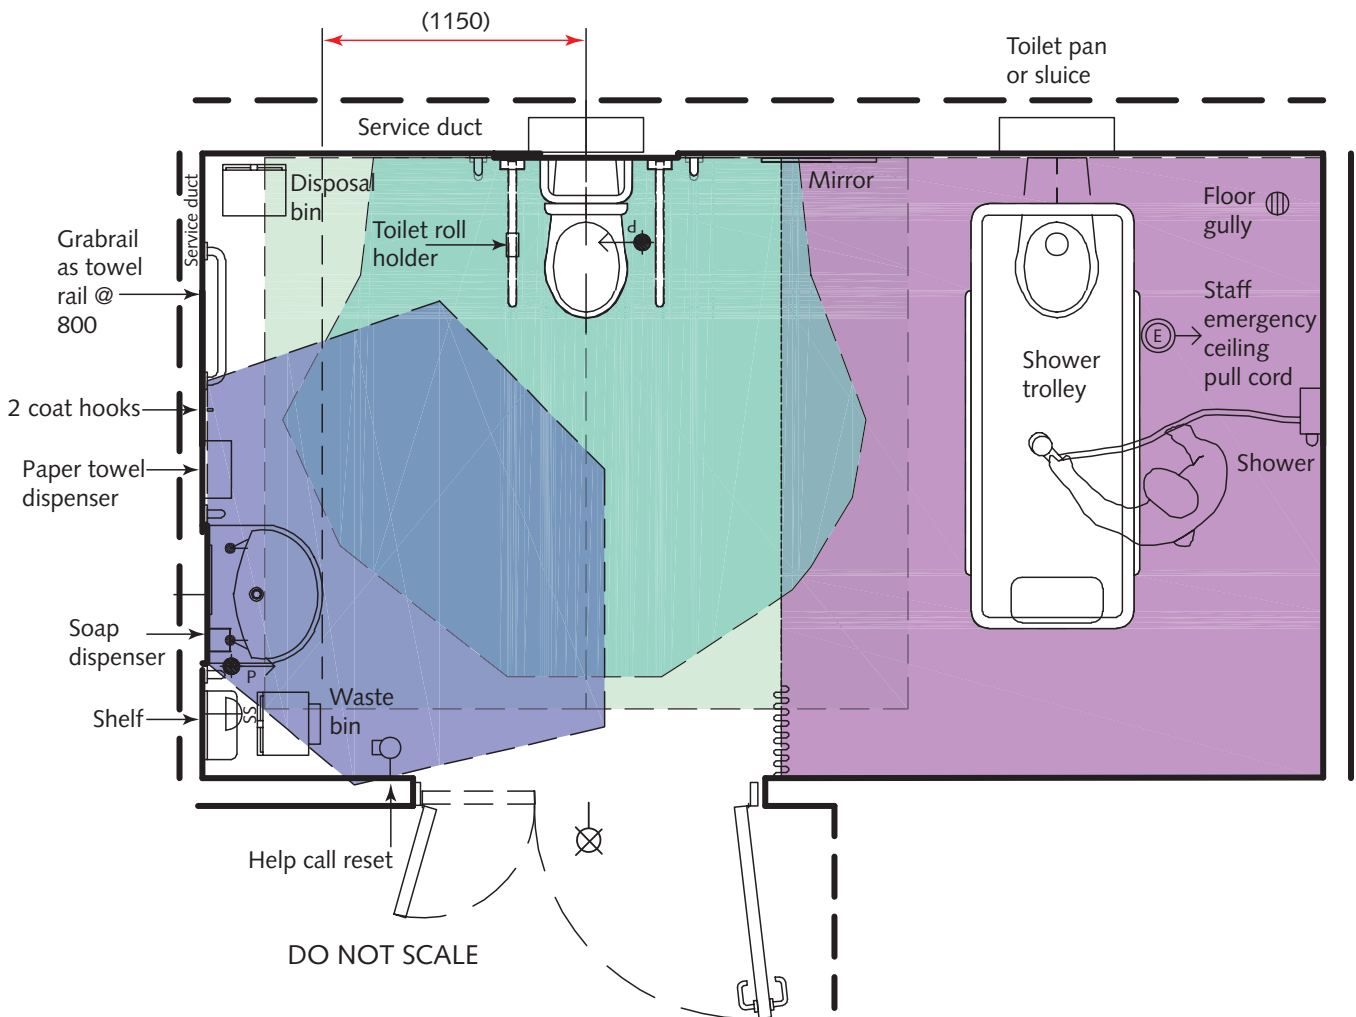 (1150)
Toilet pan
or sluice
Service duct
Service duct
Disposal
bin
Mirror
Floor
gully
Grabrail
as towel
rail @
800
Toilet roll
holder
P
Staff
emergency
ceiling
pull cord
E
Shower
trolley
2 coat hooks
Paper towel
dispenser
Shower
Soap
dispenser
P
Shelf
SS
Waste
bin
Help call reset
DO NOT SCALE